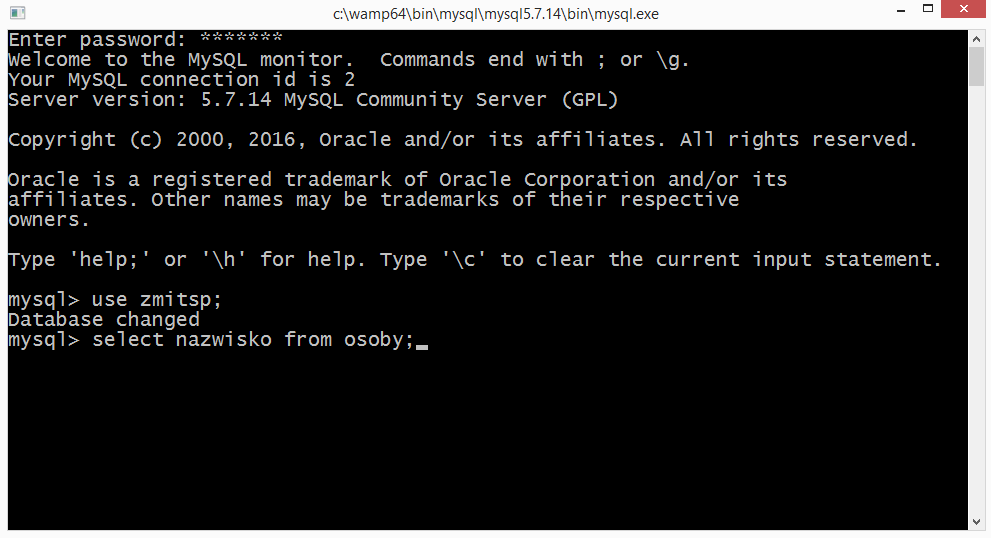 c:\wamp64\bin\mysql\mysql5.7.14\bin\mysql.exe
Enter password: *******
Welcome to the MySQL monitor.  Commands end with ; or \g.
Your MySQL connection id is 2
Server version: 5.7.14 MySQL Community Server (GPL)
Copyright (c) 2000, 2016, Oracle and/or its affiliates. All rights reserved.
Oracle is a registered trademark of Oracle Corporation and/or its
affiliates. Other names may be trademarks of their respective
owners.
Type 'help;' or '\h' for help. Type '\c' to clear the current input statement.
mysql> use zmitsp;
Database changed
mysql> select nazwisko from osoby;